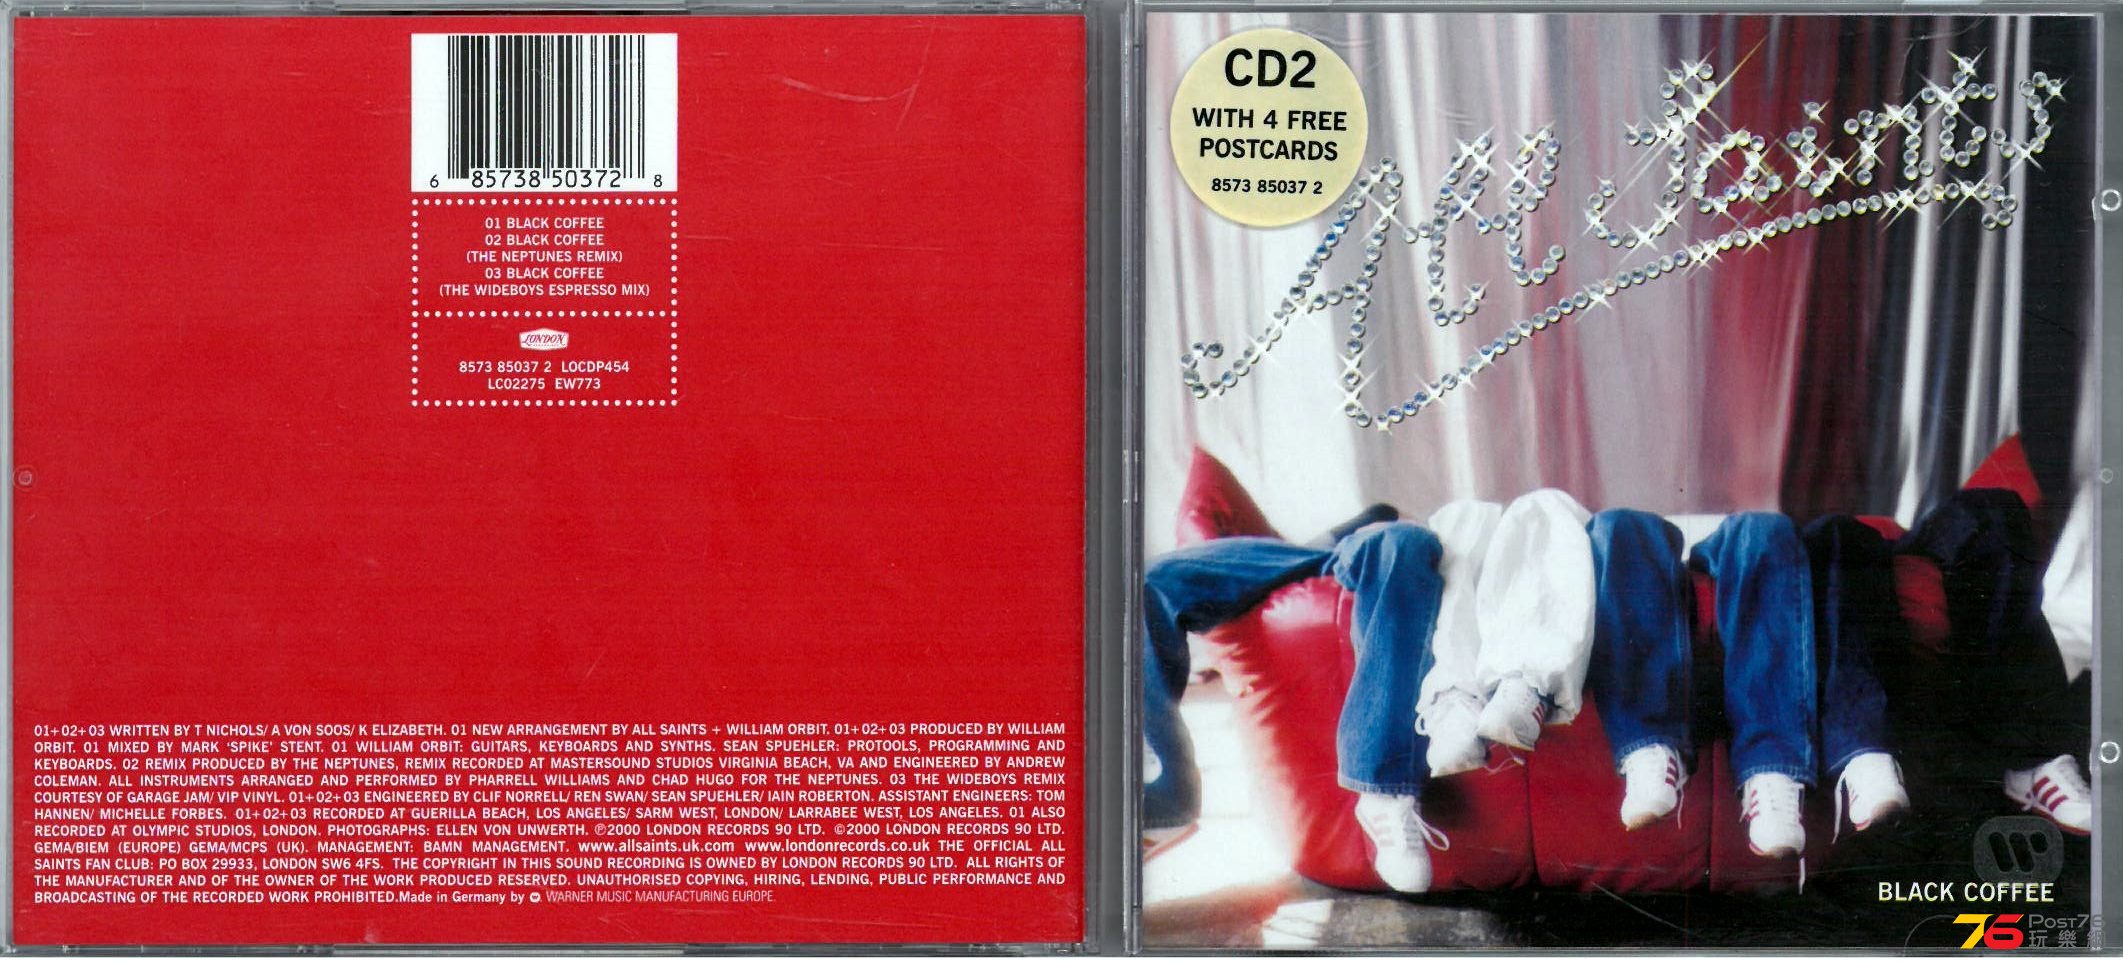 6 85738 50372 8
01 BLACK COFFEE
02 BLACK COFFEE
(THE NEPTUNES REMIX)
03 BLACK COFFEE
(THE WIDEBOYS ESPRESSO MIX)
LONDON
8573 85037 2 LOCDP454
LC02275 EW773
01+02+03 WRITTEN BY T NICHOLS/ A VON SOOS/ K ELIZABETH. 01 NEW ARRANGEMENT BY ALL SAINTS + WILLIAM ORBIT. 01+02+03 PRODUCED BY WILLIAM
ORBIT. 01 MIXED BY MARK 'SPIKE' STENT. 01 WILLIAM ORBIT: GUITARS, KEYBOARDS AND SYNTHS. SEAN SPUEHLER: PROTOOLS, PROGRAMMING AND
KEYBOARDS. 02 REMIX PRODUCED BY THE NEPTUNES, REMIX RECORDED AT MASTERSOUND STUDIOS VIRGINIA BEACH, VA AND ENGINEERED BY ANDREW
COLEMAN. ALL INSTRUMENTS ARRANGED AND PERFORMED BY PHARRELL WILLIAMS AND CHAD HUGO FOR THE NEPTUNES. 03 THE WIDEBOYS REMIX
COURTESY OF GARAGE JAM/ VIP VINYL. 01+02+03 ENGINEERED BY CLIF NORRELL/ REN SWAN/ SEAN SPUEHLER/ IAIN ROBERTON. ASSISTANT ENGINEERS: TOM
HANNEN/ MICHELLE FORBES. 01+02+03 RECORDED AT GUERILLA BEACH, LOS ANGELES/ SARM WEST, LONDON/ LARRABEE WEST, LOS ANGELES. 01 ALSO
RECORDED AT OLYMPIC STUDIOS, LONDON. PHOTOGRAPHS: ELLEN VON UNWERTH. ℗2000 LONDON RECORDS 90 LTD. ©2000 LONDON RECORDS 90 LTD.
GEMA/BIEM (EUROPE) GEMA/MCPS (UK). MANAGEMENT: BAMN MANAGEMENT. www.allsaints.uk.com www.londonrecords.co.uk THE OFFICIAL ALL
SAINTS FAN CLUB: PO BOX 29933, LONDON SW6 4FS. THE COPYRIGHT IN THIS SOUND RECORDING IS OWNED BY LONDON RECORDS 90 LTD. ALL RIGHTS OF
THE MANUFACTURER AND OF THE OWNER OF THE WORK PRODUCED RESERVED. UNAUTHORISED COPYING, HIRING, LENDING, PUBLIC PERFORMANCE AND
BROADCASTING OF THE RECORDED WORK PROHIBITED.Made in Germany by WARNER MUSIC MANUFACTURING EUROPE.
CD2
WITH 4 FREE
POSTCARDS
8573 85037 2
All Saints
BLACK COFFEE
76 POST76
玩樂網